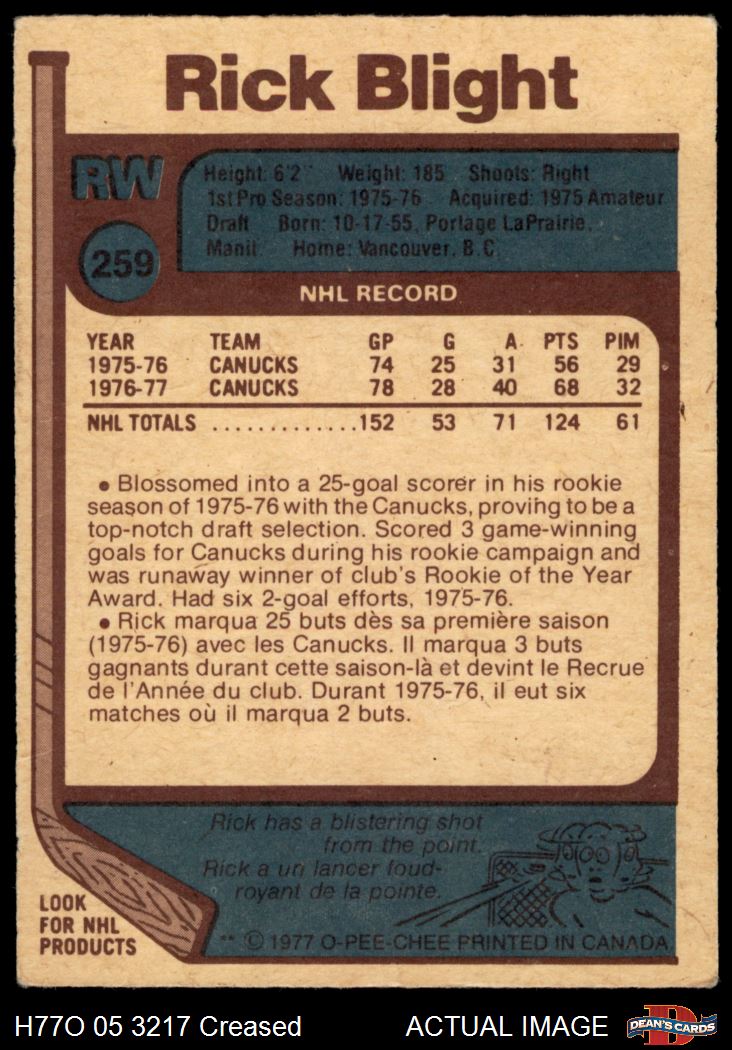 Rick Blight
RW
Height: 6'2" Weight: 185 Shoots: Right
1st Pro Season: 1975-76 Acquired: 1975 Amateur
Draft Born: 10-17-55, Portage LaPrairie,
Manit Home: Vancouver, B.C.
259
NHL RECORD
YEAR TEAM GP G A PTS PIM
1975-76 CANUCKS 74 25 31 56 29
1976-77 CANUCKS 78 28 40 68 32
NHL TOTALS .............152 53 71 124 61
• Blossomed into a 25-goal scorer in his rookie
season of 1975-76 with the Canucks, proving to be a
top-notch draft selection. Scored 3 game-winning
goals for Canucks during his rookie campaign and
was runaway winner of club's Rookie of the Year
Award. Had six 2-goal efforts, 1975-76.
• Rick marqua 25 buts dès sa première saison
(1975-76) avec les Canucks. Il marqua 3 buts
gagnants durant cette saison-là et devint le Recrue
de l'Année du club. Durant 1975-76, il eut six
matches où il marqua 2 buts.
Rick has a blistering shot
from the point.
Rick a un lancer foud-
royant de la pointe.
LOOK
FOR NHL
PRODUCTS
** © 1977 O-PEE-CHEE PRINTED IN CANADA
H77O 05 3217 Creased
ACTUAL IMAGE
D
DEAN'S CARDS